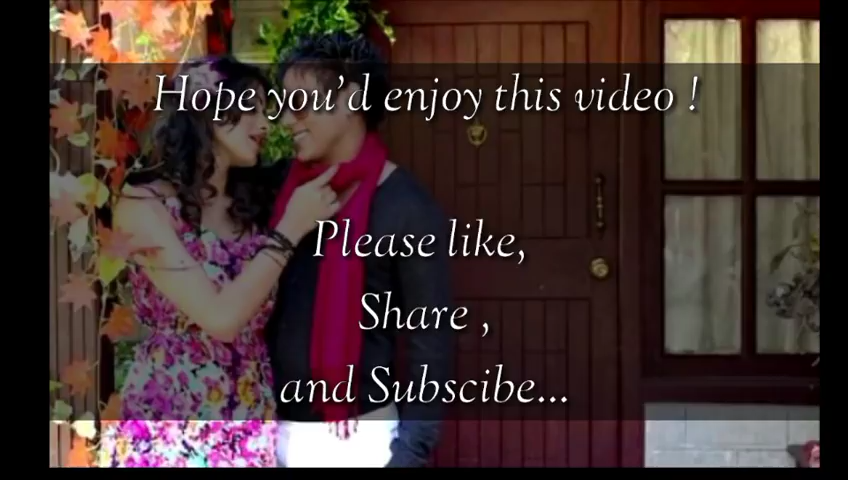 Hope you'd enjoy this video !
Please like,
Share ,
and Subscibe...